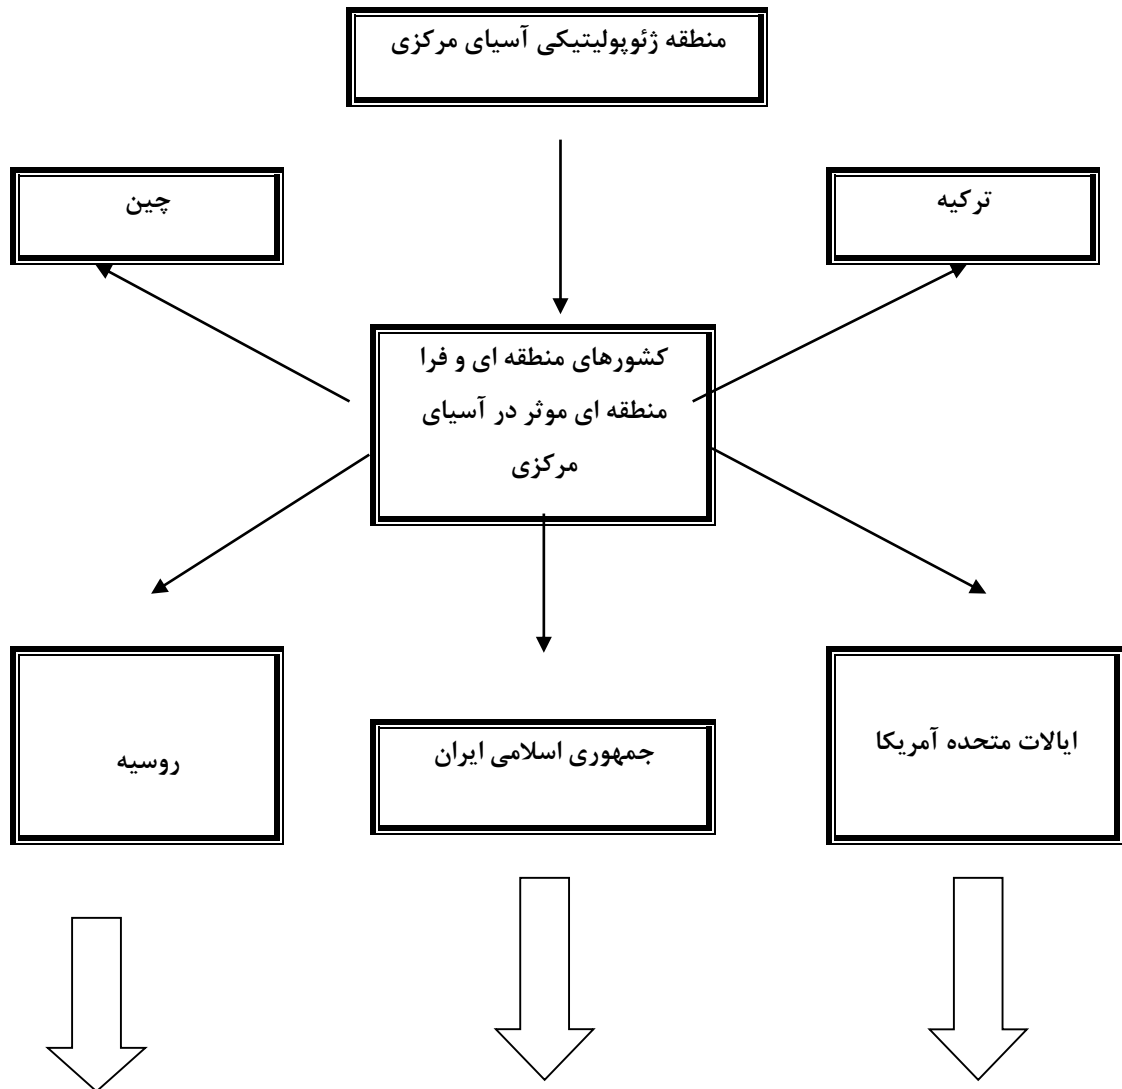 منطقه ژئوپولیتیکی آسیای مرکزی
ترکیه
چین
کشورهای منطقه ای و فرا
منطقه ای موثر در آسیای
مرکزی
ایالات متحده آمریکا
جمهوری اسلامی ایران
روسیه